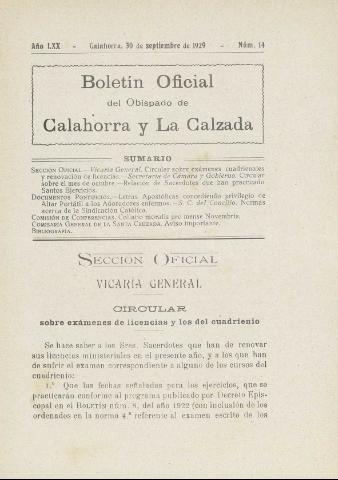 Año LXX - Calahorra, 30 de septiembre de 1929 - Núm. 14
Boletín Oficial
del Obispado de
Calahorra y La Calzada
SUMARIO
SECCIÓN OFICIAL—Vicaría General. Circular sobre exámenes cuadrienales
y renovación de licencias.—Secretaría de Cámara y Gobierno. Circular
sobre el mes de octubre—Relación de Sacerdotes que han practicado
Santos Ejercicios.
DOCUMENTOS PONTIFICIOS.—Letras Apostólicas concediendo privilegio de
Altar Portátil a los Adoradores enfermos.—S. C. del Concilio. Normas
acerca de la Sindicación Católica.
COMISIÓN DE CONFERENCIAS. Collatio moralis pro mense Novembris.
COMISARIA GENERAL DE LA SANTA CRUZADA. Aviso importante.
BIBLIOGRAFÍA.
SECCION OFICIAL
VICARÍA GENERAL
CIRCULAR
sobre exámenes de licencias y los del cuadrienio
Se hace saber a los Sres. Sacerdotes que han de renovar
sus licencias ministeriales en el presente año, y a los que han
de sufrir el examen correspondiente a alguno de los cursos del
cuadrienio:
1.º Que las fechas señaladas para los ejercicios, que se
practicarán conforme al programa publicado por Decreto Epis-
copal en el BOLETÍN núm. 8, del año 1922 (con inclusión de los
ordenados en la norma 4.ª referente al examen escrito de los